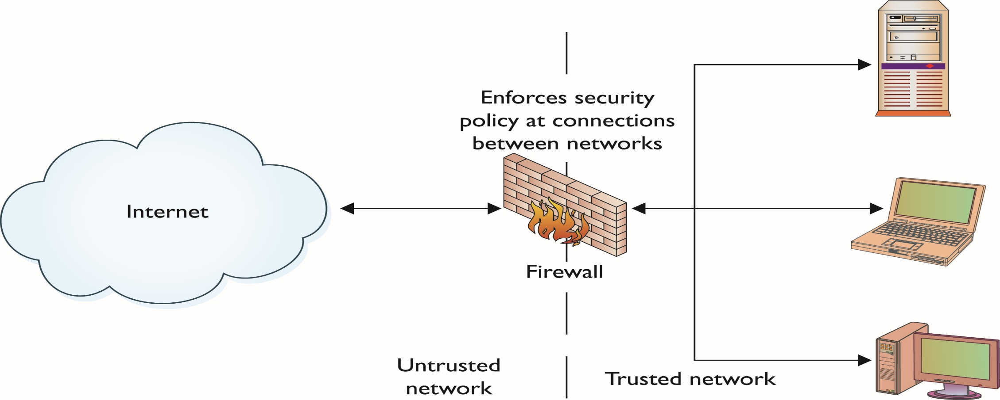 Enforces security
policy at connections
between networks
Internet
Firewall
Untrusted
network
Trusted network